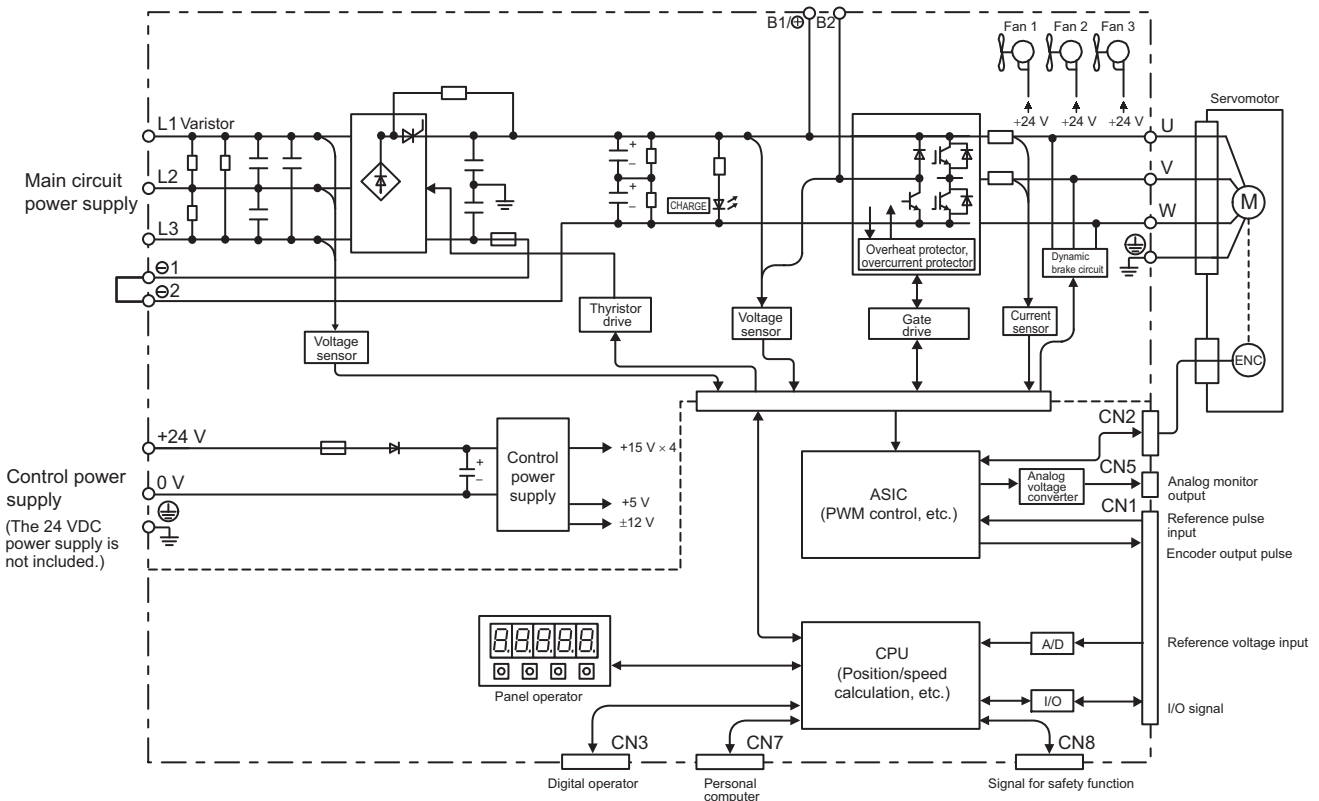 B1/⊕
B2
Fan 1
Fan 2
Fan 3
+24 V
+24 V
+24 V
Servomotor
L1
Varistor
U
L2
V
Main circuit
power supply
L3
W
M
+
–
+
–
CHARGE
Overheat protector,
overcurrent protector
Dynamic
brake circuit
⊖1
⊖2
Thyristor
drive
Voltage
sensor
Gate
drive
Current
sensor
Voltage
sensor
ENC
CN2
+24 V
+15 V × 4
+
–
Control
power
supply
Control power
supply
0 V
+5 V
±12 V
(The 24 VDC
power supply is
not included.)
ASIC
(PWM control, etc.)
Analog
voltage
converter
CN5
Analog monitor
output
CN1
Reference pulse
input
Encoder output pulse
8.8.8.8.8.
Panel operator
CPU
(Position/speed
calculation, etc.)
A/D
Reference voltage input
I/O
I/O signal
CN3
CN7
CN8
Digital operator
Personal
computer
Signal for safety function